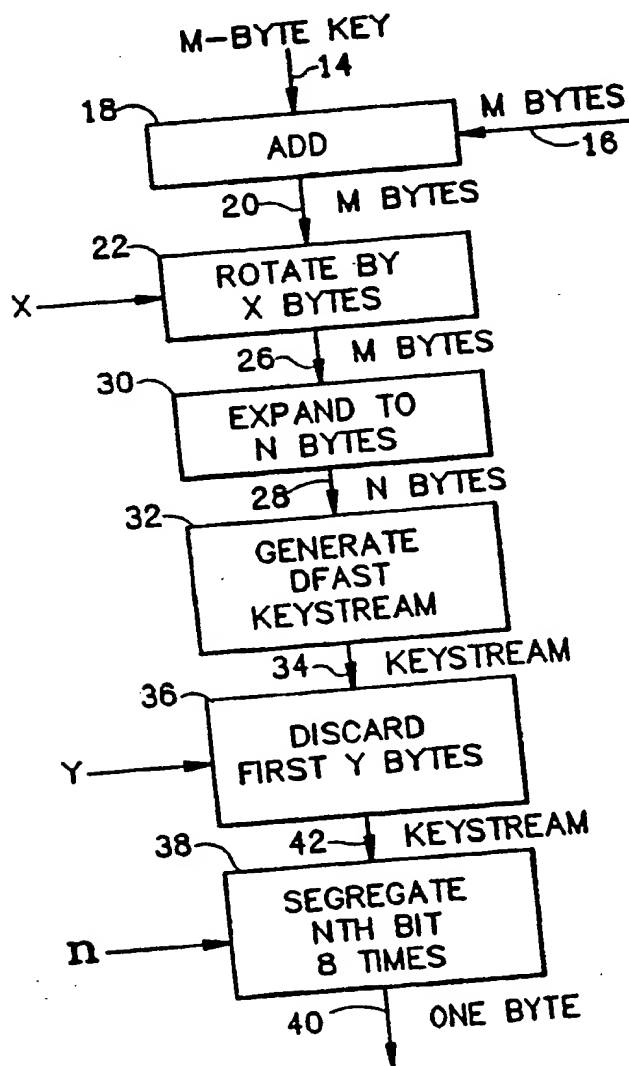 M-BYTE KEY
14
18
M BYTES
ADD
16
20
M BYTES
22
ROTATE BY
X BYTES
X
26
M BYTES
30
EXPAND TO
N BYTES
28
N BYTES
32
GENERATE
DFAST
KEYSTREAM
34
KEYSTREAM
36
DISCARD
FIRST Y BYTES
Y
42
KEYSTREAM
38
SEGREGATE
NTH BIT
8 TIMES
n
40
ONE BYTE